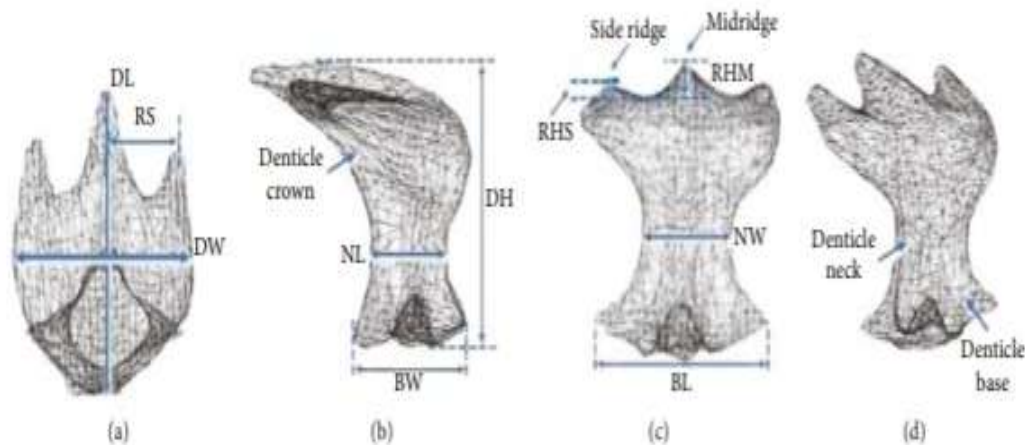 DL
RS
DW
(a)
Denticle
crown
DH
NL
BW
(b)
Side ridge
Midridge
RHM
RHS
NW
BL
(c)
Denticle
neck
Denticle
base
(d)